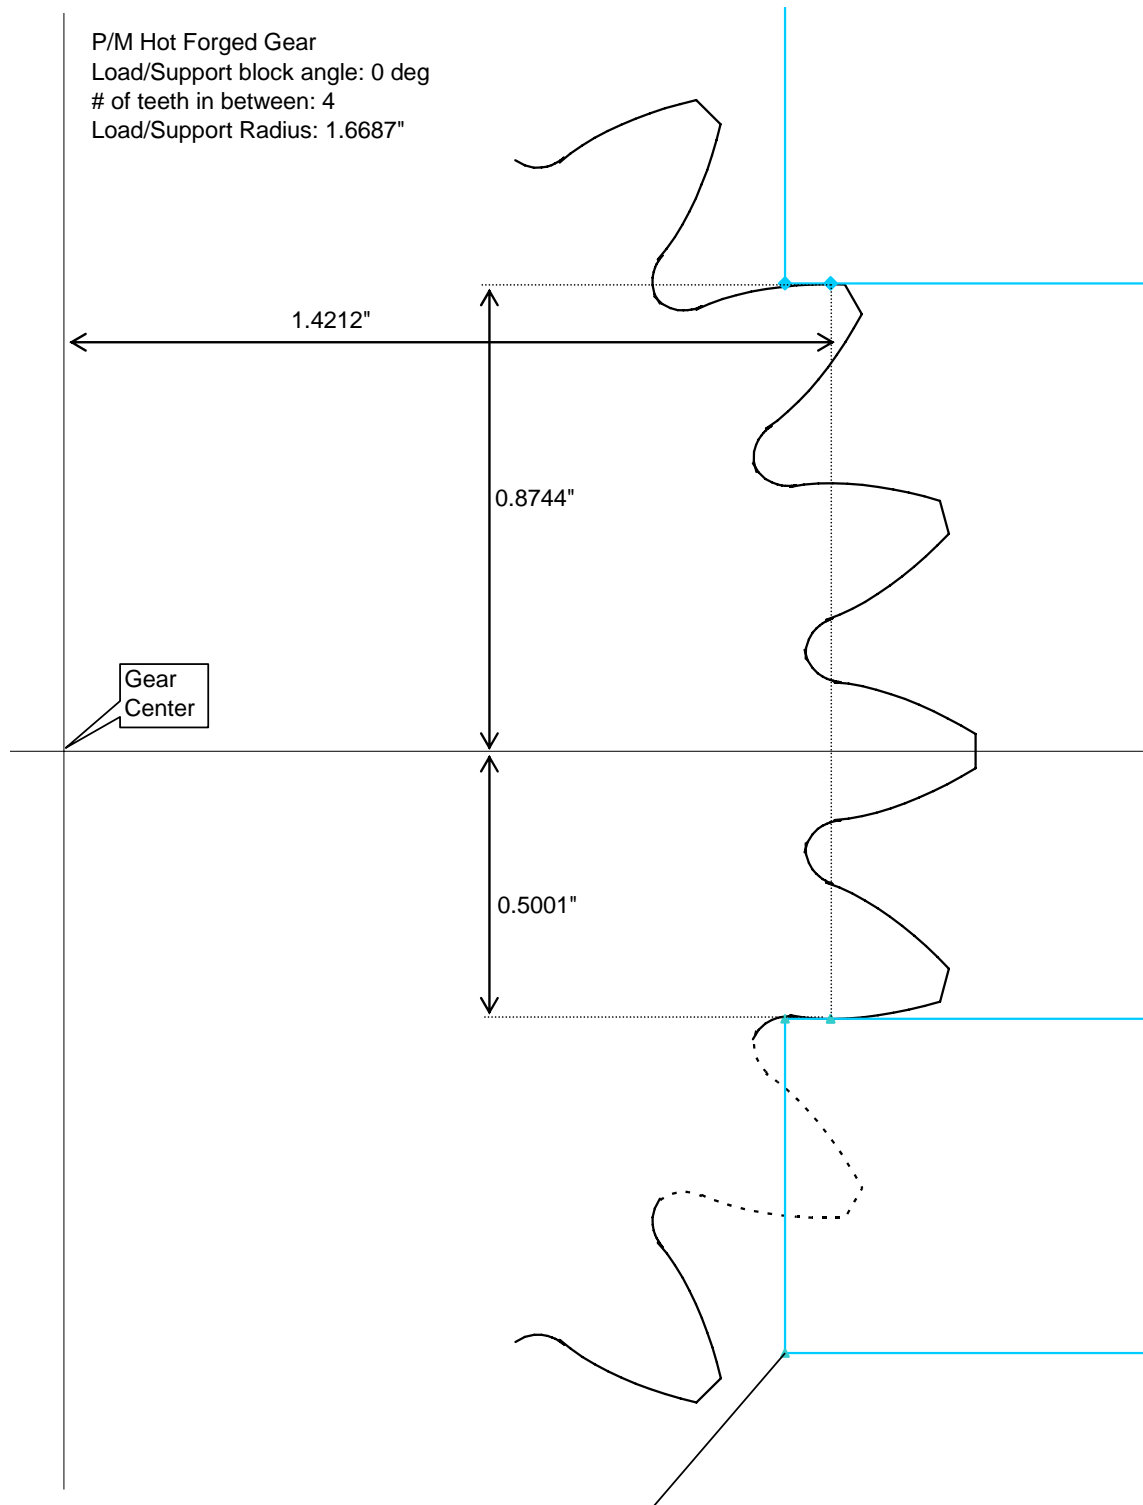 P/M Hot Forged Gear
Load/Support block angle: 0 deg
# of teeth in between: 4
Load/Support Radius: 1.6687"
1.4212"
0.8744"
Gear
Center
0.5001"